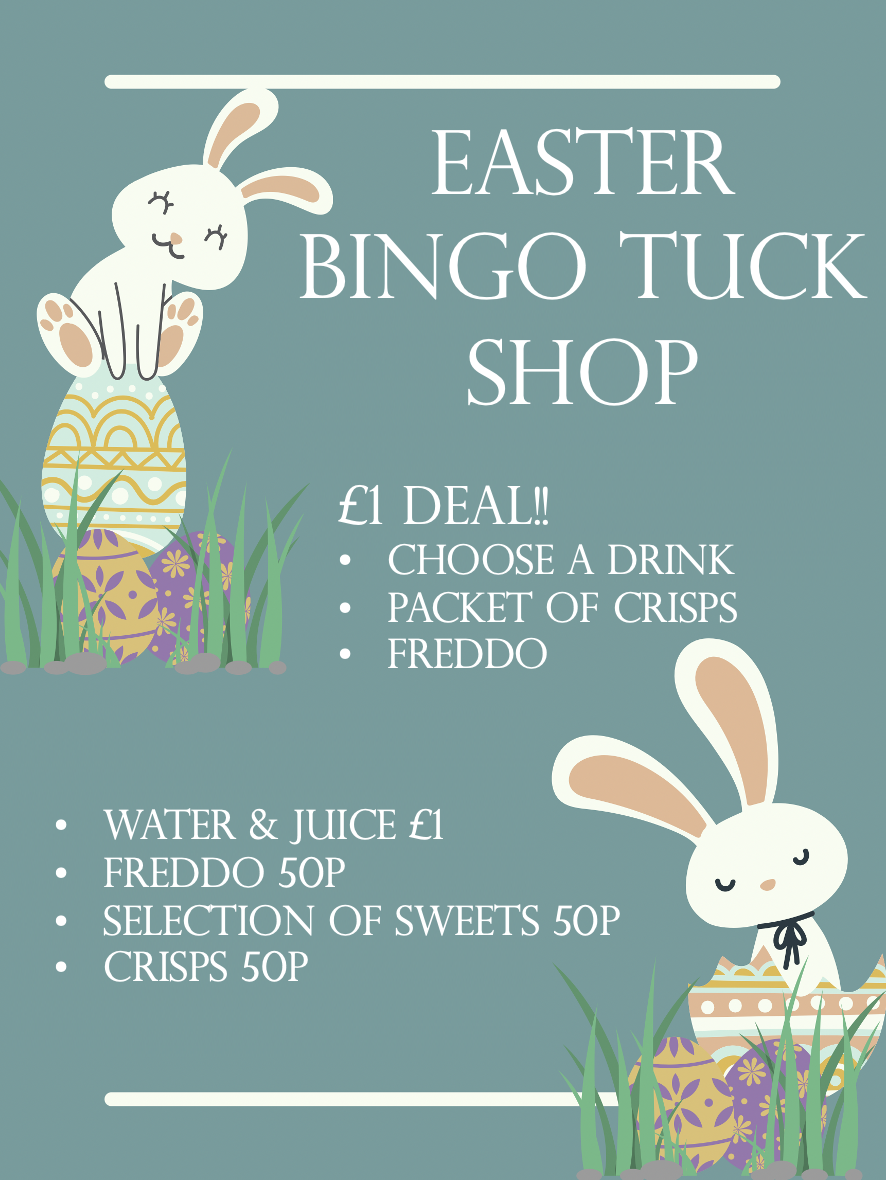 EASTER
BINGO TUCK
SHOP
£1 DEAL!!
• CHOOSE A DRINK
• PACKET OF CRISPS
• FREDDO
• WATER & JUICE £1
• FREDDO 50P
• SELECTION OF SWEETS 50P
• CRISPS 50P